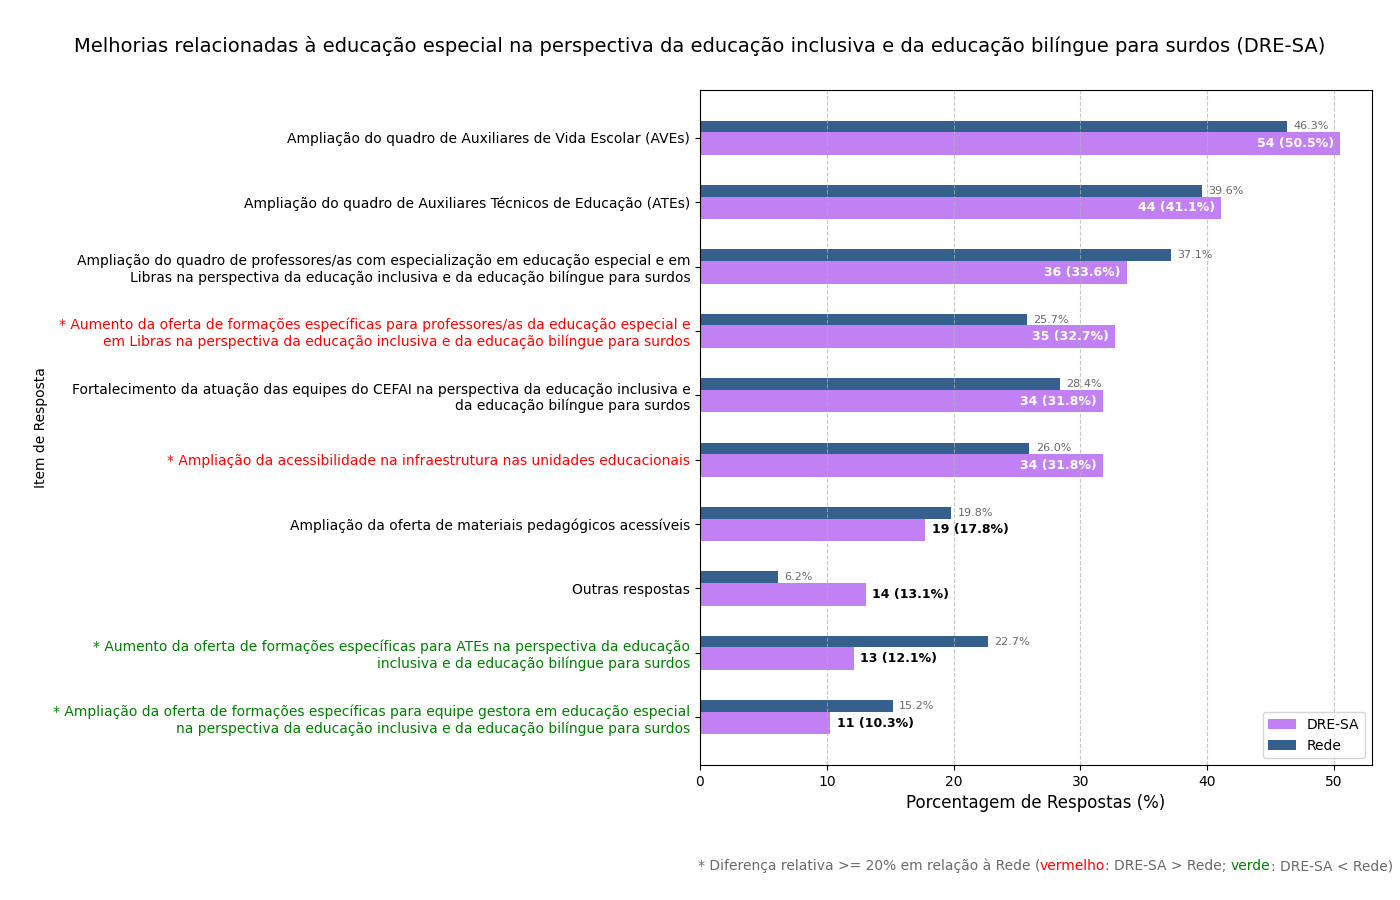 Melhorias relacionadas à educação especial na perspectiva da educação inclusiva e da educação bilíngue para surdos (DRE-SA)
Item de Resposta
Ampliação do quadro de Auxiliares de Vida Escolar (AVEs)
46.3%
54 (50.5%)
Ampliação do quadro de Auxiliares Técnicos de Educação (ATEs)
39.6%
44 (41.1%)
Ampliação do quadro de professores/as com especialização em educação especial e em
Libras na perspectiva da educação inclusiva e da educação bilíngue para surdos
37.1%
36 (33.6%)
* Aumento da oferta de formações específicas para professores/as da educação especial e
em Libras na perspectiva da educação inclusiva e da educação bilíngue para surdos
25.7%
35 (32.7%)
Fortalecimento da atuação das equipes do CEFAI na perspectiva da educação inclusiva e
da educação bilíngue para surdos
28.4%
34 (31.8%)
* Ampliação da acessibilidade na infraestrutura nas unidades educacionais
26.0%
34 (31.8%)
Ampliação da oferta de materiais pedagógicos acessíveis
19.8%
19 (17.8%)
Outras respostas
6.2%
14 (13.1%)
* Aumento da oferta de formações específicas para ATEs na perspectiva da educação
inclusiva e da educação bilíngue para surdos
22.7%
13 (12.1%)
* Ampliação da oferta de formações específicas para equipe gestora em educação especial
na perspectiva da educação inclusiva e da educação bilíngue para surdos
15.2%
11 (10.3%)
DRE-SA
Rede
0 10 20 30 40 50
Porcentagem de Respostas (%)
* Diferença relativa >= 20% em relação à Rede (vermelho: DRE-SA > Rede; verde: DRE-SA < Rede)